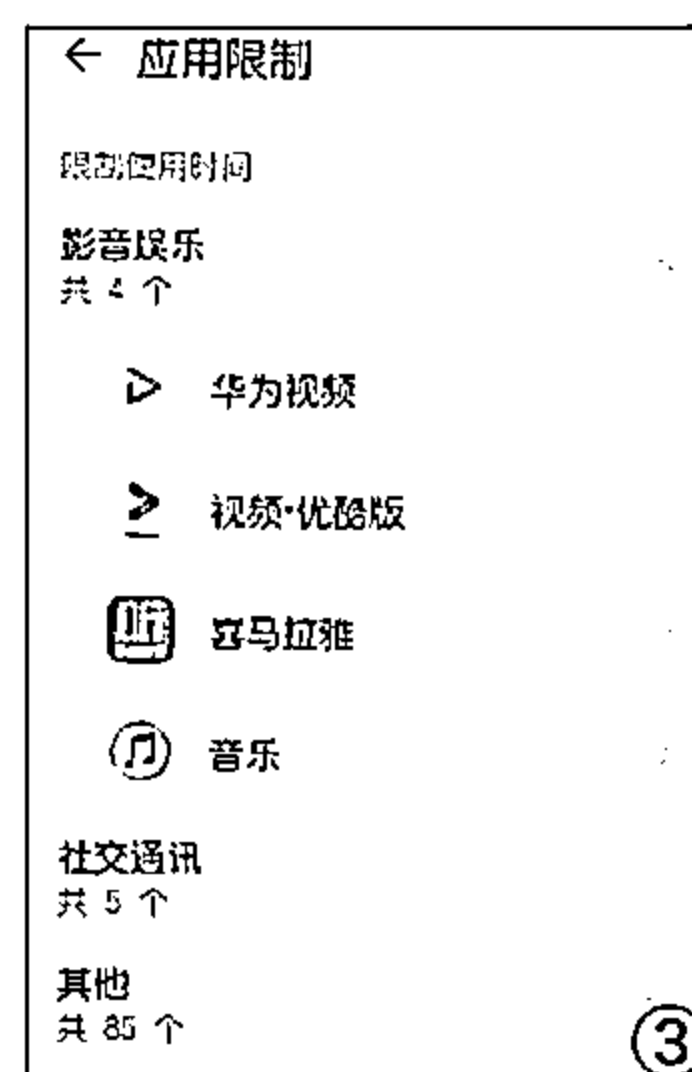 ← 应用限制
限制使用时间
影音娱乐
共 4 个
华为视频
视频·优酷版
听
喜马拉雅
音乐
社交通讯
共 5 个
其他
共 85 个
③